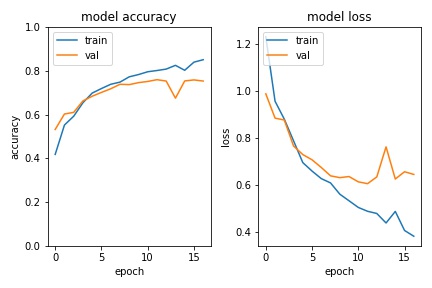 model accuracy
1.0
0.8
0.6
0.4
0.2
0.0
accuracy
train
val
0
5
10
15
epoch
model loss
1.2
1.0
0.8
0.6
0.4
loss
train
val
0
5
10
15
epoch